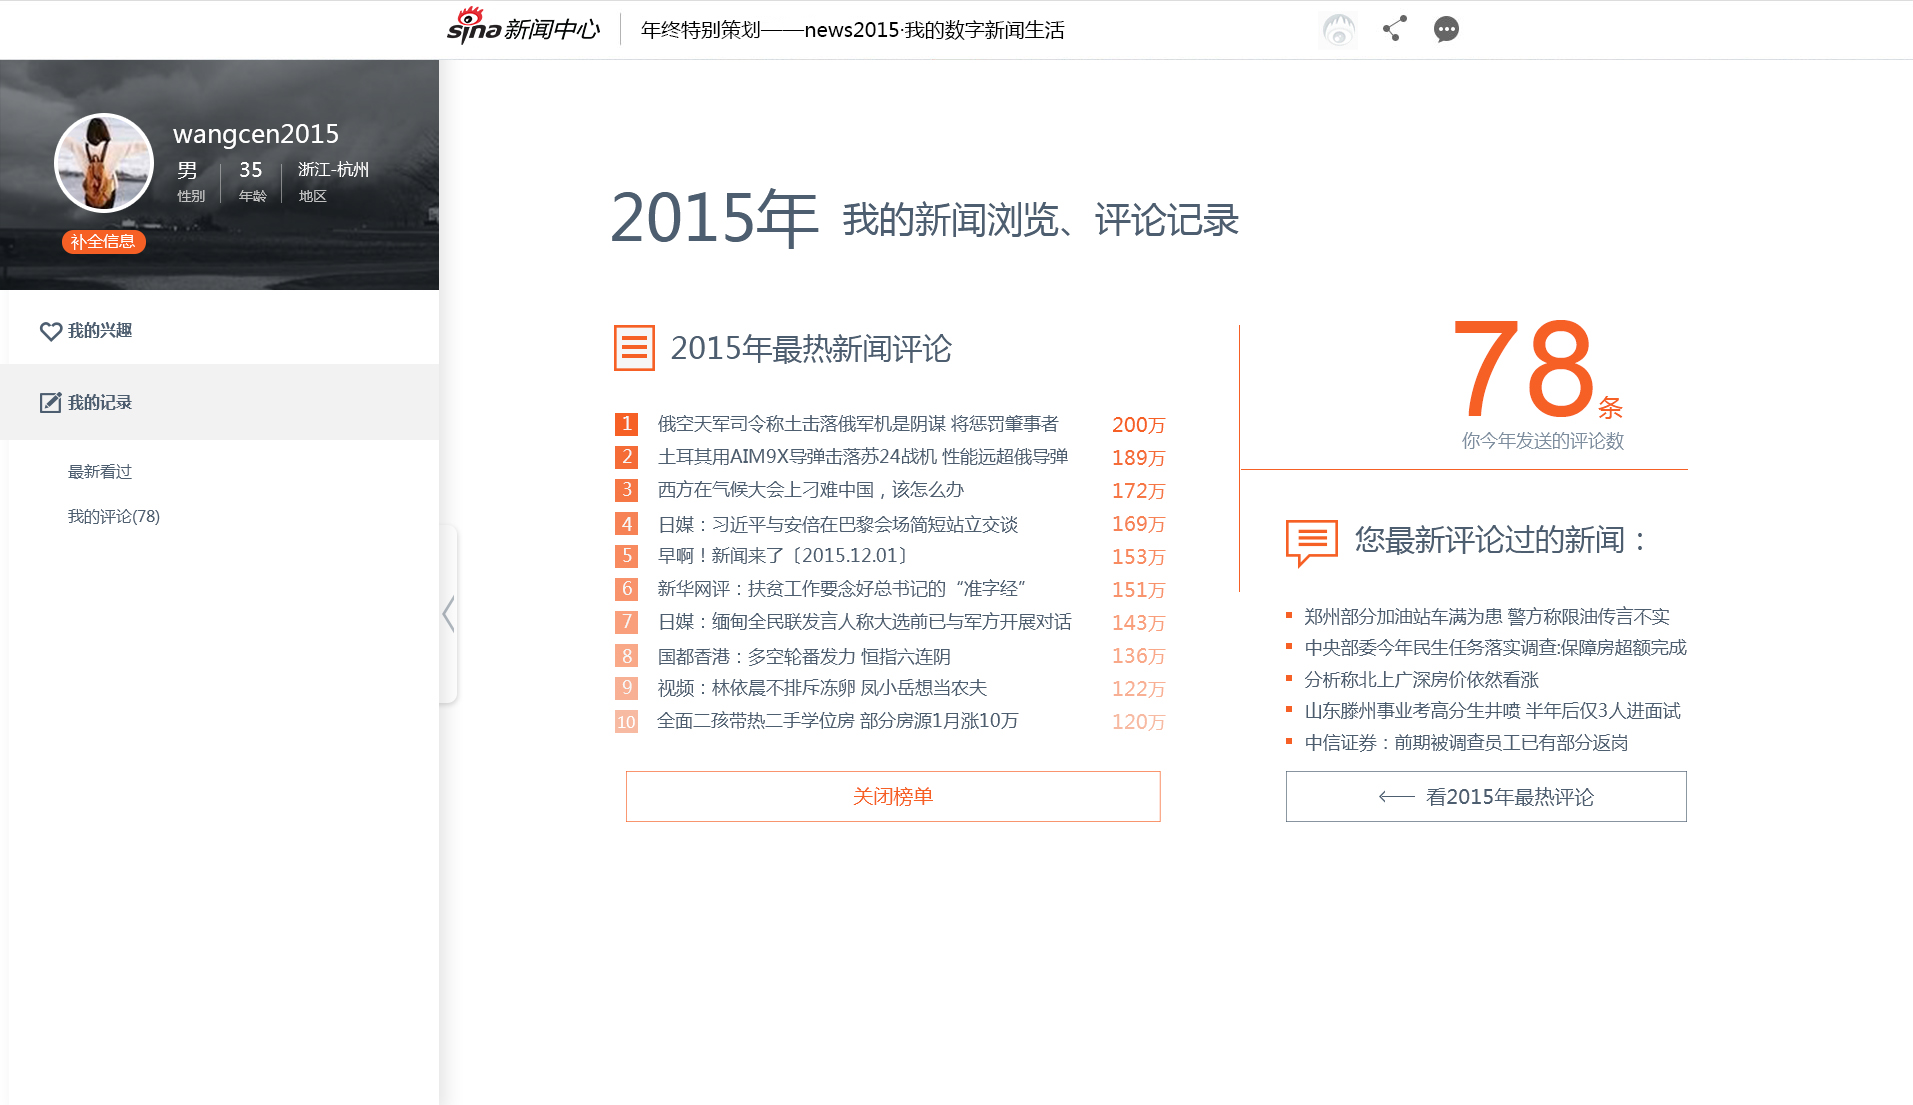 sina新闻中心 年终特别策划——news2015·我的数字新闻生活
wangcen2015
男 35 浙江-杭州
性别 年龄 地区
补全信息
我的兴趣
我的记录
最新看过
我的评论(78)
2015年 我的新闻浏览、评论记录
2015年最热新闻评论
1 俄空天军司令称土击落俄军机是阴谋 将惩罚肇事者 200万
2 土耳其用AIM9X导弹击落苏24战机 性能远超俄导弹 189万
3 西方在气候大会上刁难中国，该怎么办 172万
4 日媒：习近平与安倍在巴黎会场简短站立交谈 169万
5 早啊！新闻来了〔2015.12.01〕 153万
6 新华网评：扶贫工作要念好总书记的“准字经” 151万
7 日媒：缅甸全民联发言人称大选前已与军方开展对话 143万
8 国都香港：多空轮番发力 恒指六连阴 136万
9 视频：林依晨不排斥冻卵 凤小岳想当农夫 122万
10 全面二孩带热二手学位房 部分房源1月涨10万 120万
关闭榜单
78条
你今年发送的评论数
您最新评论过的新闻：
郑州部分加油站车满为患 警方称限油传言不实
中央部委今年民生任务落实调查:保障房超额完成
分析称北上广深房价依然看涨
山东滕州事业考高分生井喷 半年后仅3人进面试
中信证券：前期被调查员工已有部分返岗
看2015年最热评论